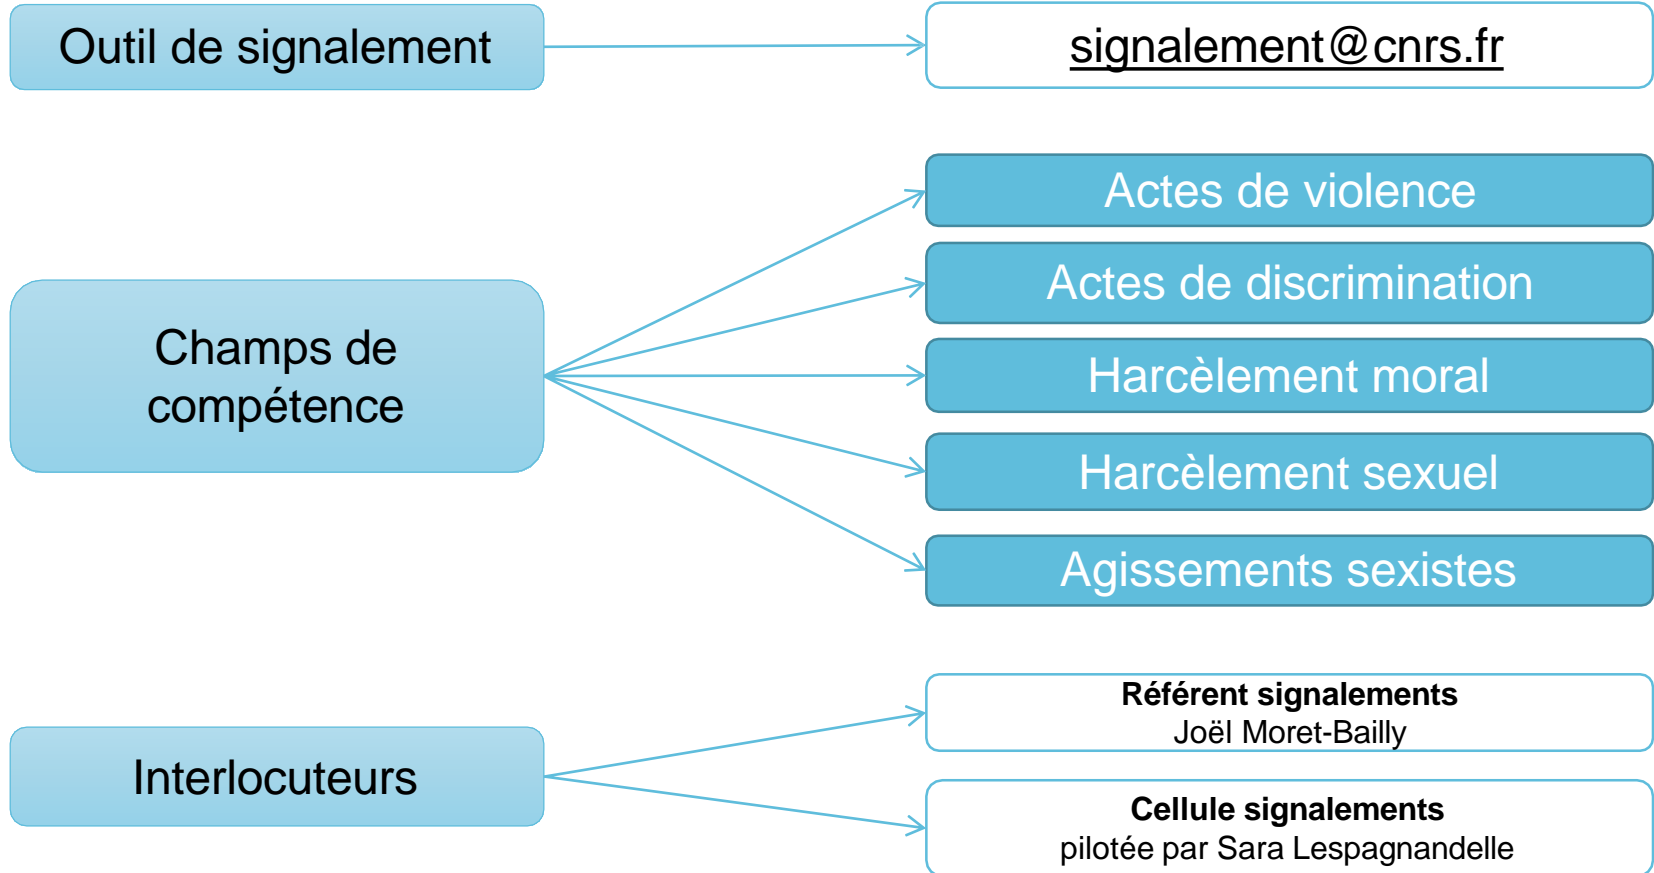 Outil de signalement
signalement@cnrs.fr
Champs de
compétence
Actes de violence
Actes de discrimination
Harcèlement moral
Harcèlement sexuel
Agissements sexistes
Interlocuteurs
Référent signalements
Joël Moret-Bailly
Cellule signalements
pilotée par Sara Lespagnandelle